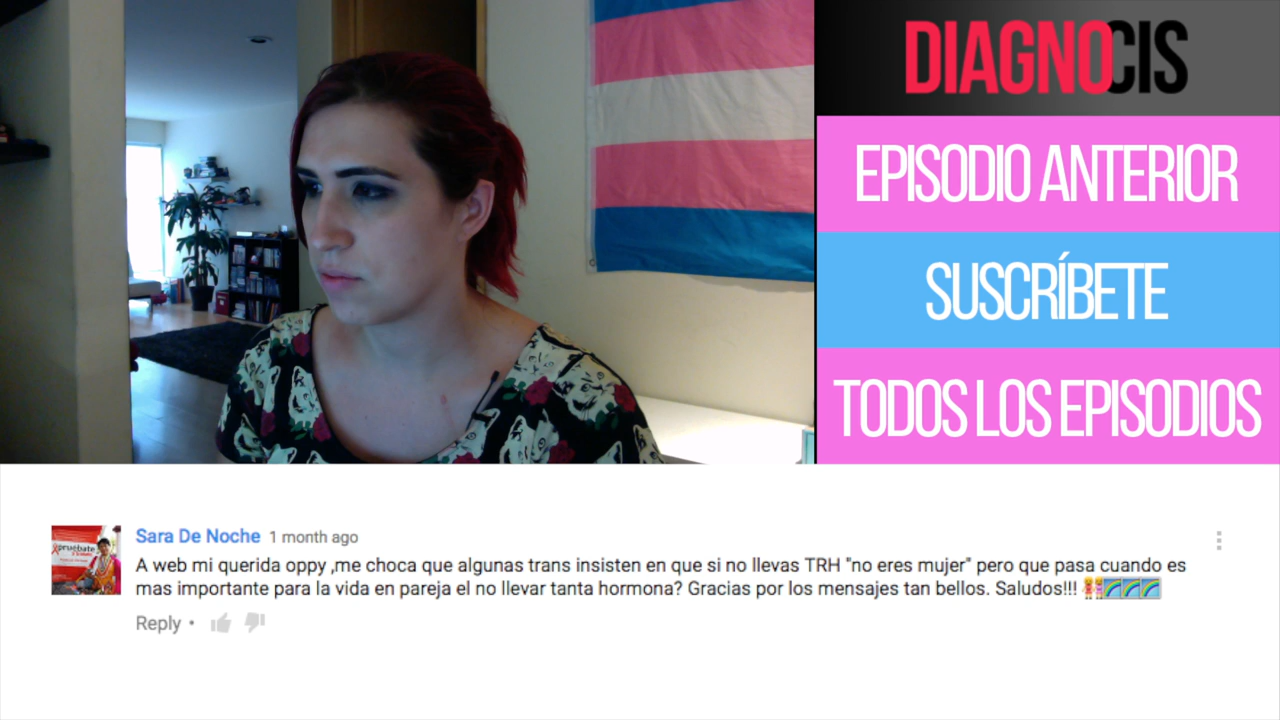 DIAGNOCIS
EPISODIO ANTERIOR
SUSCRÍBETE
TODOS LOS EPISODIOS
pruébate
Sara De Noche 1 month ago
A web mi querida oppy ,me choca que algunas trans insisten en que si no llevas TRH "no eres mujer" pero que pasa cuando es
mas importante para la vida en pareja el no llevar tanta hormona? Gracias por los mensajes tan bellos. Saludos!!! 👭🌈🌈🌈
Reply •